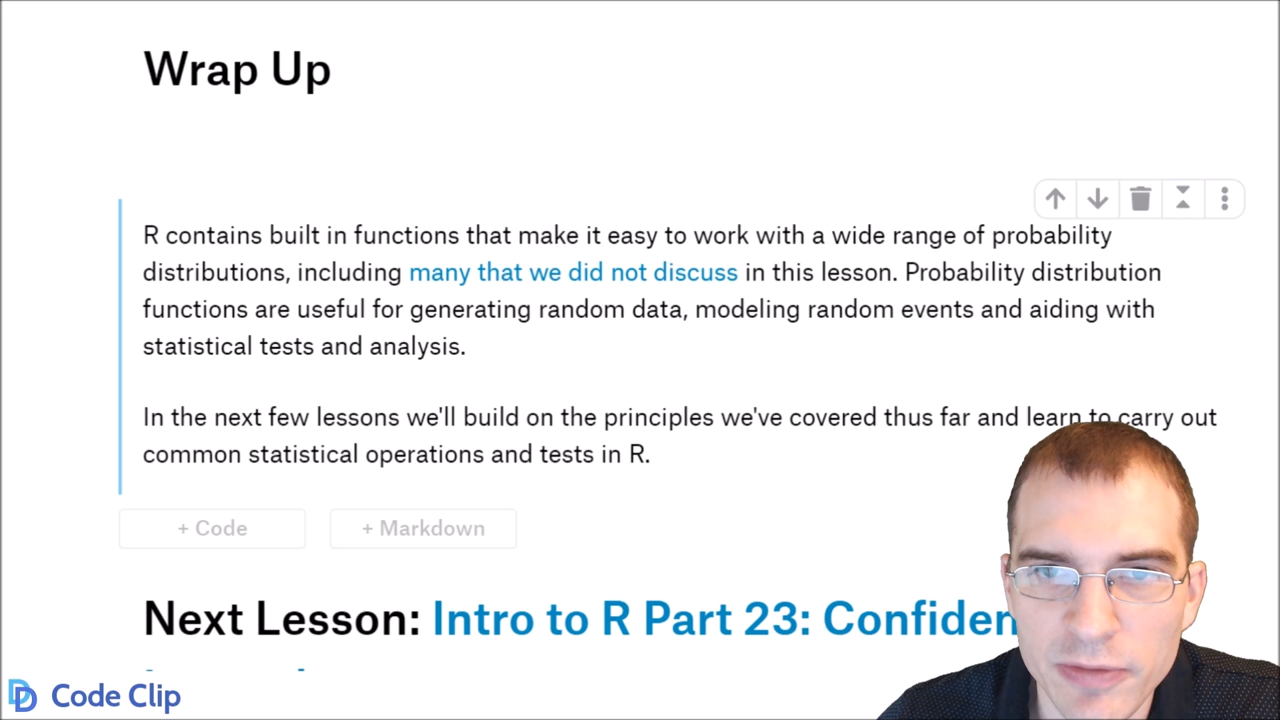 Wrap Up
R contains built in functions that make it easy to work with a wide range of probability
distributions, including many that we did not discuss in this lesson. Probability distribution
functions are useful for generating random data, modeling random events and aiding with
statistical tests and analysis.
In the next few lessons we'll build on the principles we've covered thus far and learn to carry out
common statistical operations and tests in R.
+ Code
+ Markdown
Next Lesson: Intro to R Part 23: Confiden
Code Clip